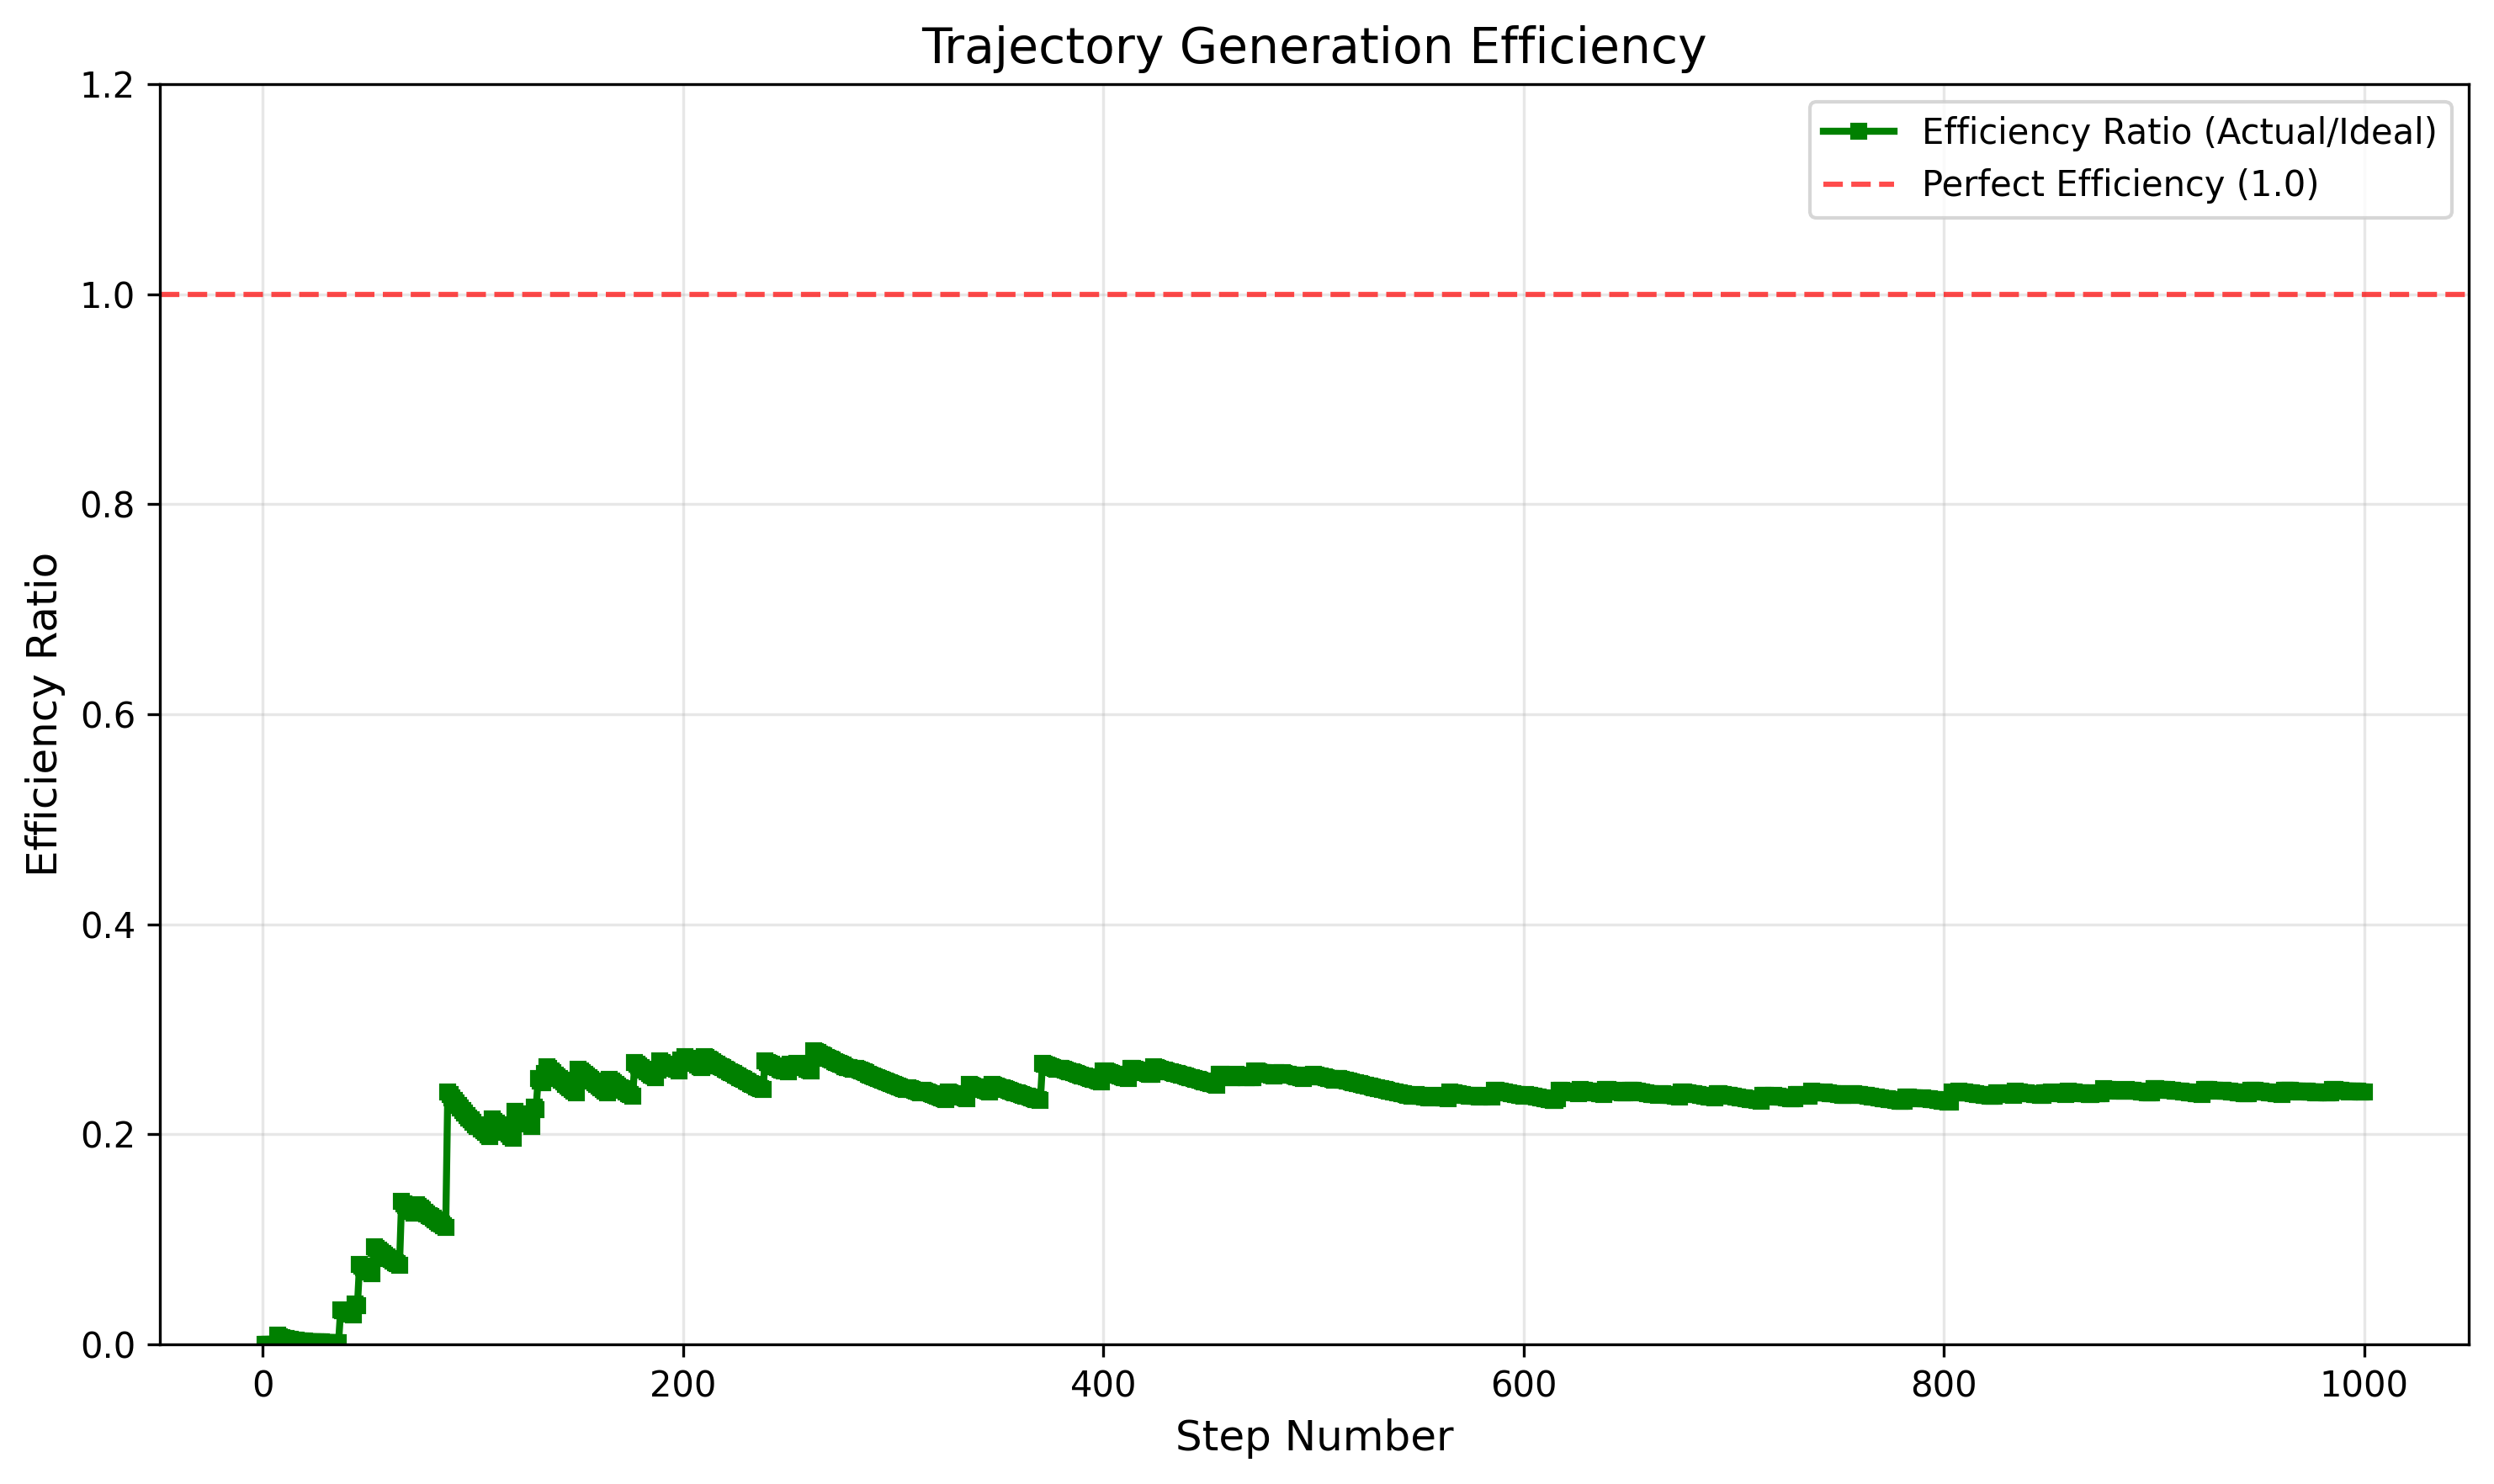 Trajectory Generation Efficiency
Efficiency Ratio (Actual/Ideal)
Perfect Efficiency (1.0)
Efficiency Ratio
1.2
1.0
0.8
0.6
0.4
0.2
0.0
0 200 400 600 800 1000
Step Number